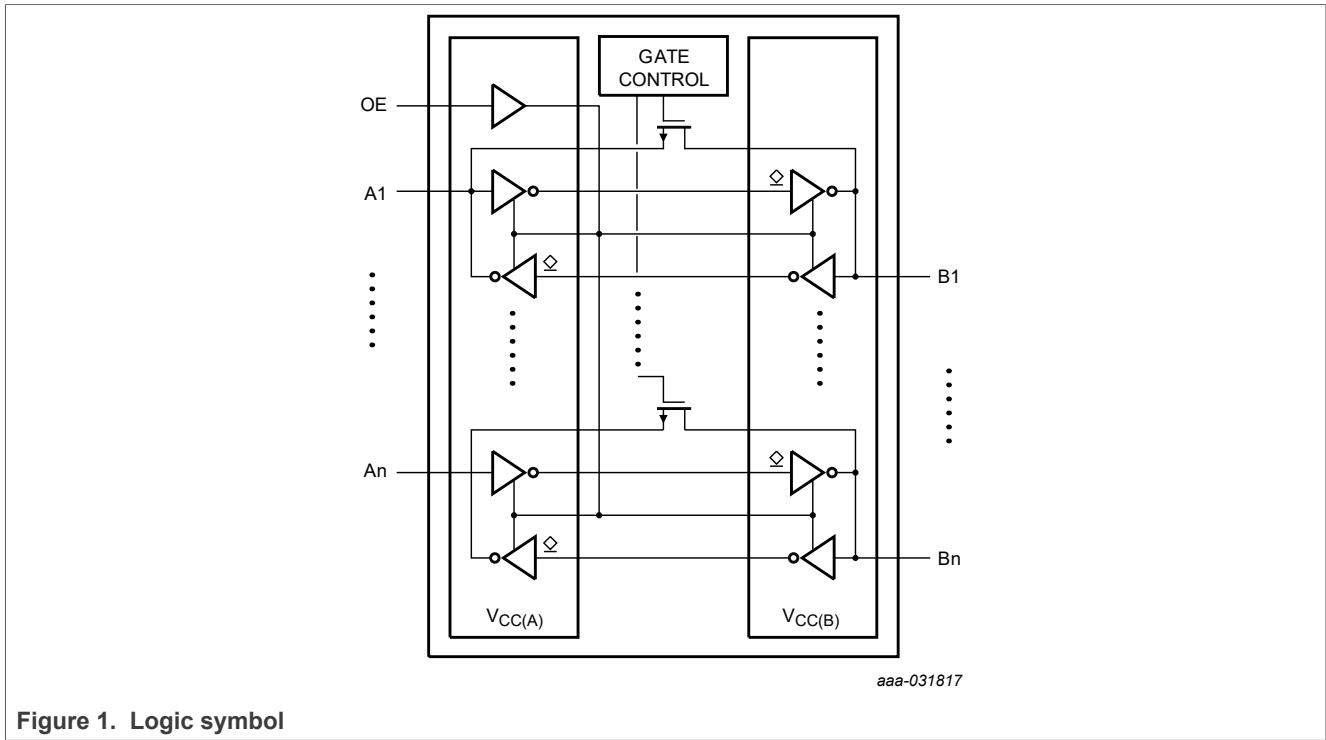 GATE
CONTROL
OE
A1
B1
An
Bn
VCC(A)
VCC(B)
aaa-031817
Figure 1. Logic symbol